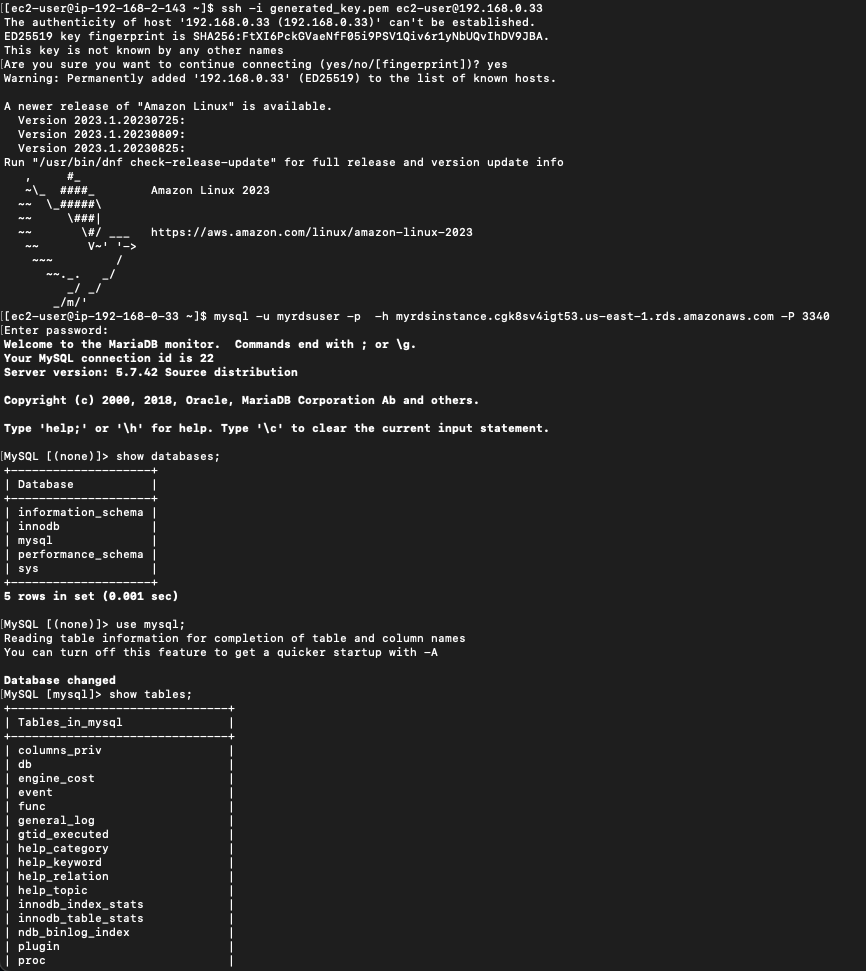 [[ec2-user@ip-192-168-2-143 ~]$ ssh -i generated_key.pem ec2-user@192.168.0.33
The authenticity of host '192.168.0.33 (192.168.0.33)' can't be established.
ED25519 key fingerprint is SHA256:FtXI6PckGVaeNfF05i9PSV1Qiv6r1yNbUQvIhDV9JBA.
This key is not known by any other names
[Are you sure you want to continue connecting (yes/no/[fingerprint])? yes
Warning: Permanently added '192.168.0.33' (ED25519) to the list of known hosts.

A newer release of "Amazon Linux" is available.
  Version 2023.1.20230725:
  Version 2023.1.20230809:
  Version 2023.1.20230825:
Run "/usr/bin/dnf check-release-update" for full release and version update info
   ,     #_
   ~\_  ####_        Amazon Linux 2023
  ~~  \_#####\
  ~~     \###|
  ~~       \#/ ___   https://aws.amazon.com/linux/amazon-linux-2023
   ~~       V~' '->
    ~~~         /
      ~~._.   _/
         _/ _/
       _/m/'
[[ec2-user@ip-192-168-0-33 ~]$ mysql -u myrdsuser -p  -h myrdsinstance.cgk8sv4igt53.us-east-1.rds.amazonaws.com -P 3340
[Enter password:
Welcome to the MariaDB monitor.  Commands end with ; or \g.
Your MySQL connection id is 22
Server version: 5.7.42 Source distribution

Copyright (c) 2000, 2018, Oracle, MariaDB Corporation Ab and others.

Type 'help;' or '\h' for help. Type '\c' to clear the current input statement.

[MySQL [(none)]> show databases;
+--------------------+
| Database           |
+--------------------+
| information_schema |
| innodb             |
| mysql              |
| performance_schema |
| sys                |
+--------------------+
5 rows in set (0.001 sec)

[MySQL [(none)]> use mysql;
Reading table information for completion of table and column names
You can turn off this feature to get a quicker startup with -A

Database changed
[MySQL [mysql]> show tables;
+-------------------------------+
| Tables_in_mysql               |
+-------------------------------+
| columns_priv                  |
| db                            |
| engine_cost                   |
| event                         |
| func                          |
| general_log                   |
| gtid_executed                 |
| help_category                 |
| help_keyword                  |
| help_relation                 |
| help_topic                    |
| innodb_index_stats            |
| innodb_table_stats            |
| ndb_binlog_index              |
| plugin                        |
| proc                          |